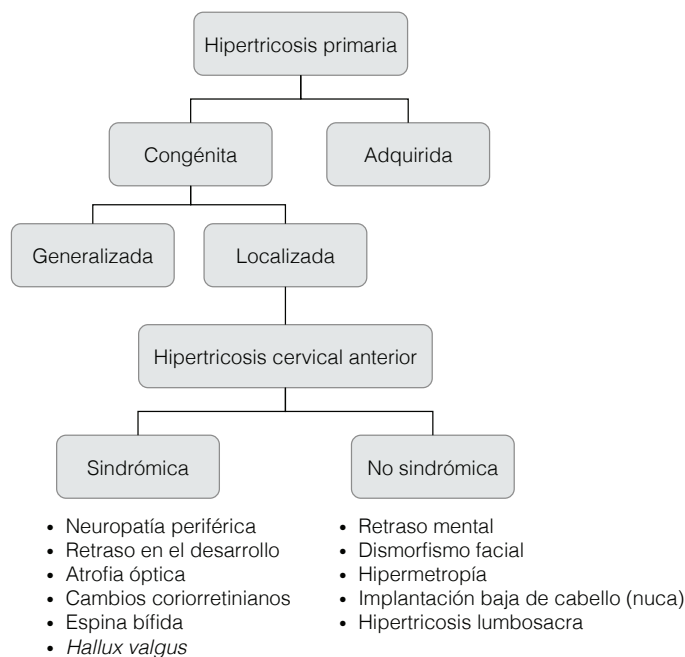 Hipertricosis primaria
Congénita
Adquirida
Generalizada
Localizada
Hipertricosis cervical anterior
Sindrómica
No sindrómica
• Neuropatía periférica
• Retraso en el desarrollo
• Atrofia óptica
• Cambios coriorretinianos
• Espina bífida
• Hallux valgus
• Retraso mental
• Dismorfismo facial
• Hipermetropía
• Implantación baja de cabello (nuca)
• Hipertricosis lumbosacra